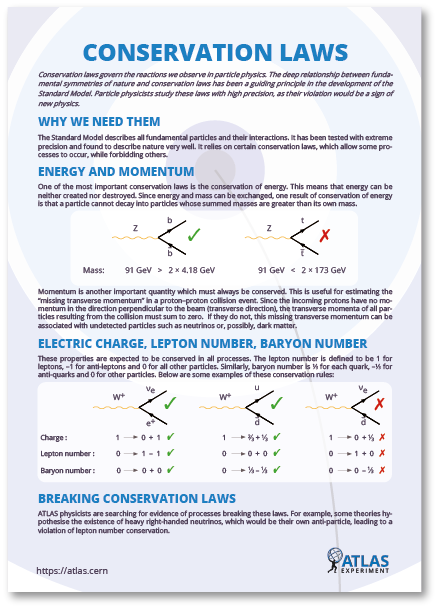 CONSERVATION LAWS
Conservation laws govern the reactions we observe in particle physics. The deep relationship between funda-
mental symmetries of nature and conservation laws has been a guiding principle in the development of the
Standard Model. Particle physicists study these laws with high precision, as their violation would be a sign of
new physics.
WHY WE NEED THEM
The Standard Model describes all fundamental particles and their interactions. It has been tested with extreme
precision and found to describe nature very well. It relies on certain conservation laws, which allow some pro-
cesses to occur, while forbidding others.
ENERGY AND MOMENTUM
One of the most important conservation laws is the conservation of energy. This means that energy can be
neither created nor destroyed. Since energy and mass can be exchanged, one result of conservation of energy
is that a particle cannot decay into particles whose summed masses are greater than its own mass.
Z b b̅ ✓ Z t t̅ ✗
Mass: 91 GeV > 2 × 4.18 GeV 91 GeV < 2 × 173 GeV
Momentum is another important quantity which must always be conserved. This is useful for estimating the
“missing transverse momentum” in a proton–proton collision event. Since the incoming protons have no mo-
mentum in the direction perpendicular to the beam (transverse direction), the transverse momenta of all par-
ticles resulting from the collision must sum to zero. If they do not, this missing transverse momentum can be
associated with undetected particles such as neutrinos or, possibly, dark matter.
ELECTRIC CHARGE, LEPTON NUMBER, BARYON NUMBER
These properties are expected to be conserved in all processes. The lepton number is defined to be 1 for
leptons, –1 for anti-leptons and 0 for all other particles. Similarly, baryon number is ⅓ for each quark, –⅓ for
anti-quarks and 0 for other particles. Below are some examples of these conservation rules:
W⁺ νe e⁺ ✓ W⁺ u d̅ ✓ W⁺ νe d̅ ✗
Charge : 1 → 0 + 1 ✓ 1 → ⅔ + ⅓ ✓ 1 → 0 + ⅓ ✗
Lepton number : 0 → 1 – 1 ✓ 0 → 0 + 0 ✓ 0 → 1 + 0 ✗
Baryon number : 0 → 0 + 0 ✓ 0 → ⅓ – ⅓ ✓ 0 → 0 – ⅓ ✗
BREAKING CONSERVATION LAWS
ATLAS physicists are searching for evidence of processes breaking these laws. For example, some theories hy-
pothesise the existence of heavy right-handed neutrinos, which would be their own anti-particle, leading to a
violation of lepton number conservation.
https://atlas.cern
ATLAS
EXPERIMENT